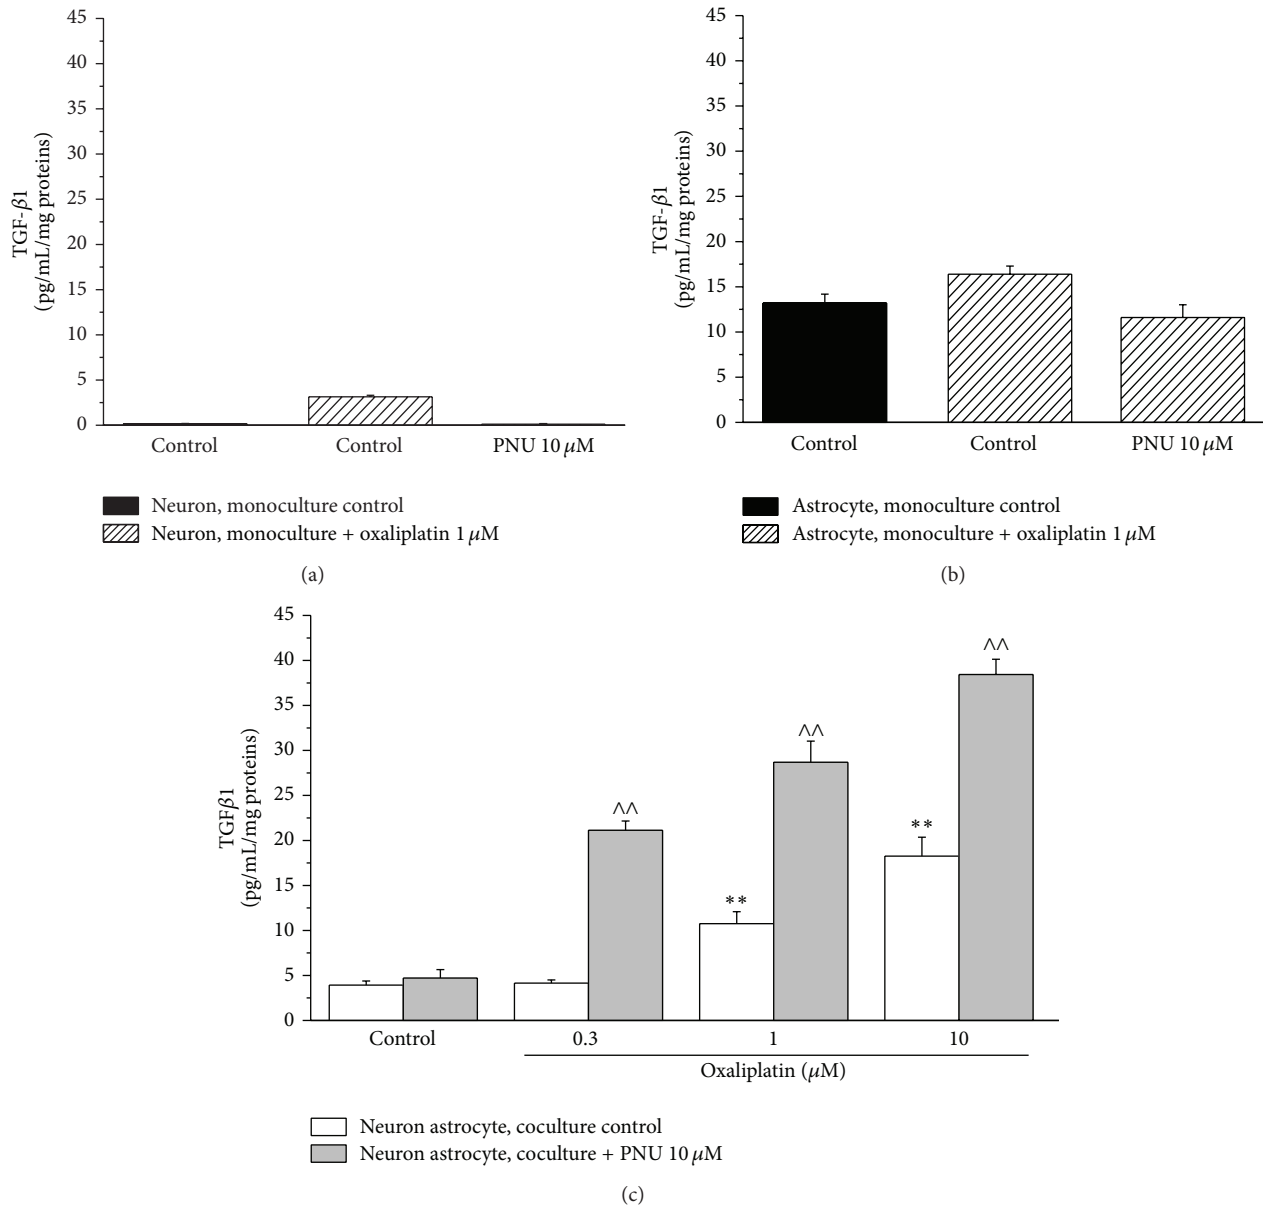 45
40
35
30
25
20
15
10
5
0
TGF-β1
(pg/mL/mg proteins)
Control
Control
PNU 10 μM
Neuron, monoculture control
Neuron, monoculture + oxaliplatin 1 μM
(a)
45
40
35
30
25
20
15
10
5
0
TGF-β1
(pg/mL/mg proteins)
Control
Control
PNU 10 μM
Astrocyte, monoculture control
Astrocyte, monoculture + oxaliplatin 1 μM
(b)
45
40
35
30
25
20
15
10
5
0
TGFβ1
(pg/mL/mg proteins)
^^
**
^^
**
^^
Control
0.3
1
10
Oxaliplatin (μM)
Neuron astrocyte, coculture control
Neuron astrocyte, coculture + PNU 10 μM
(c)